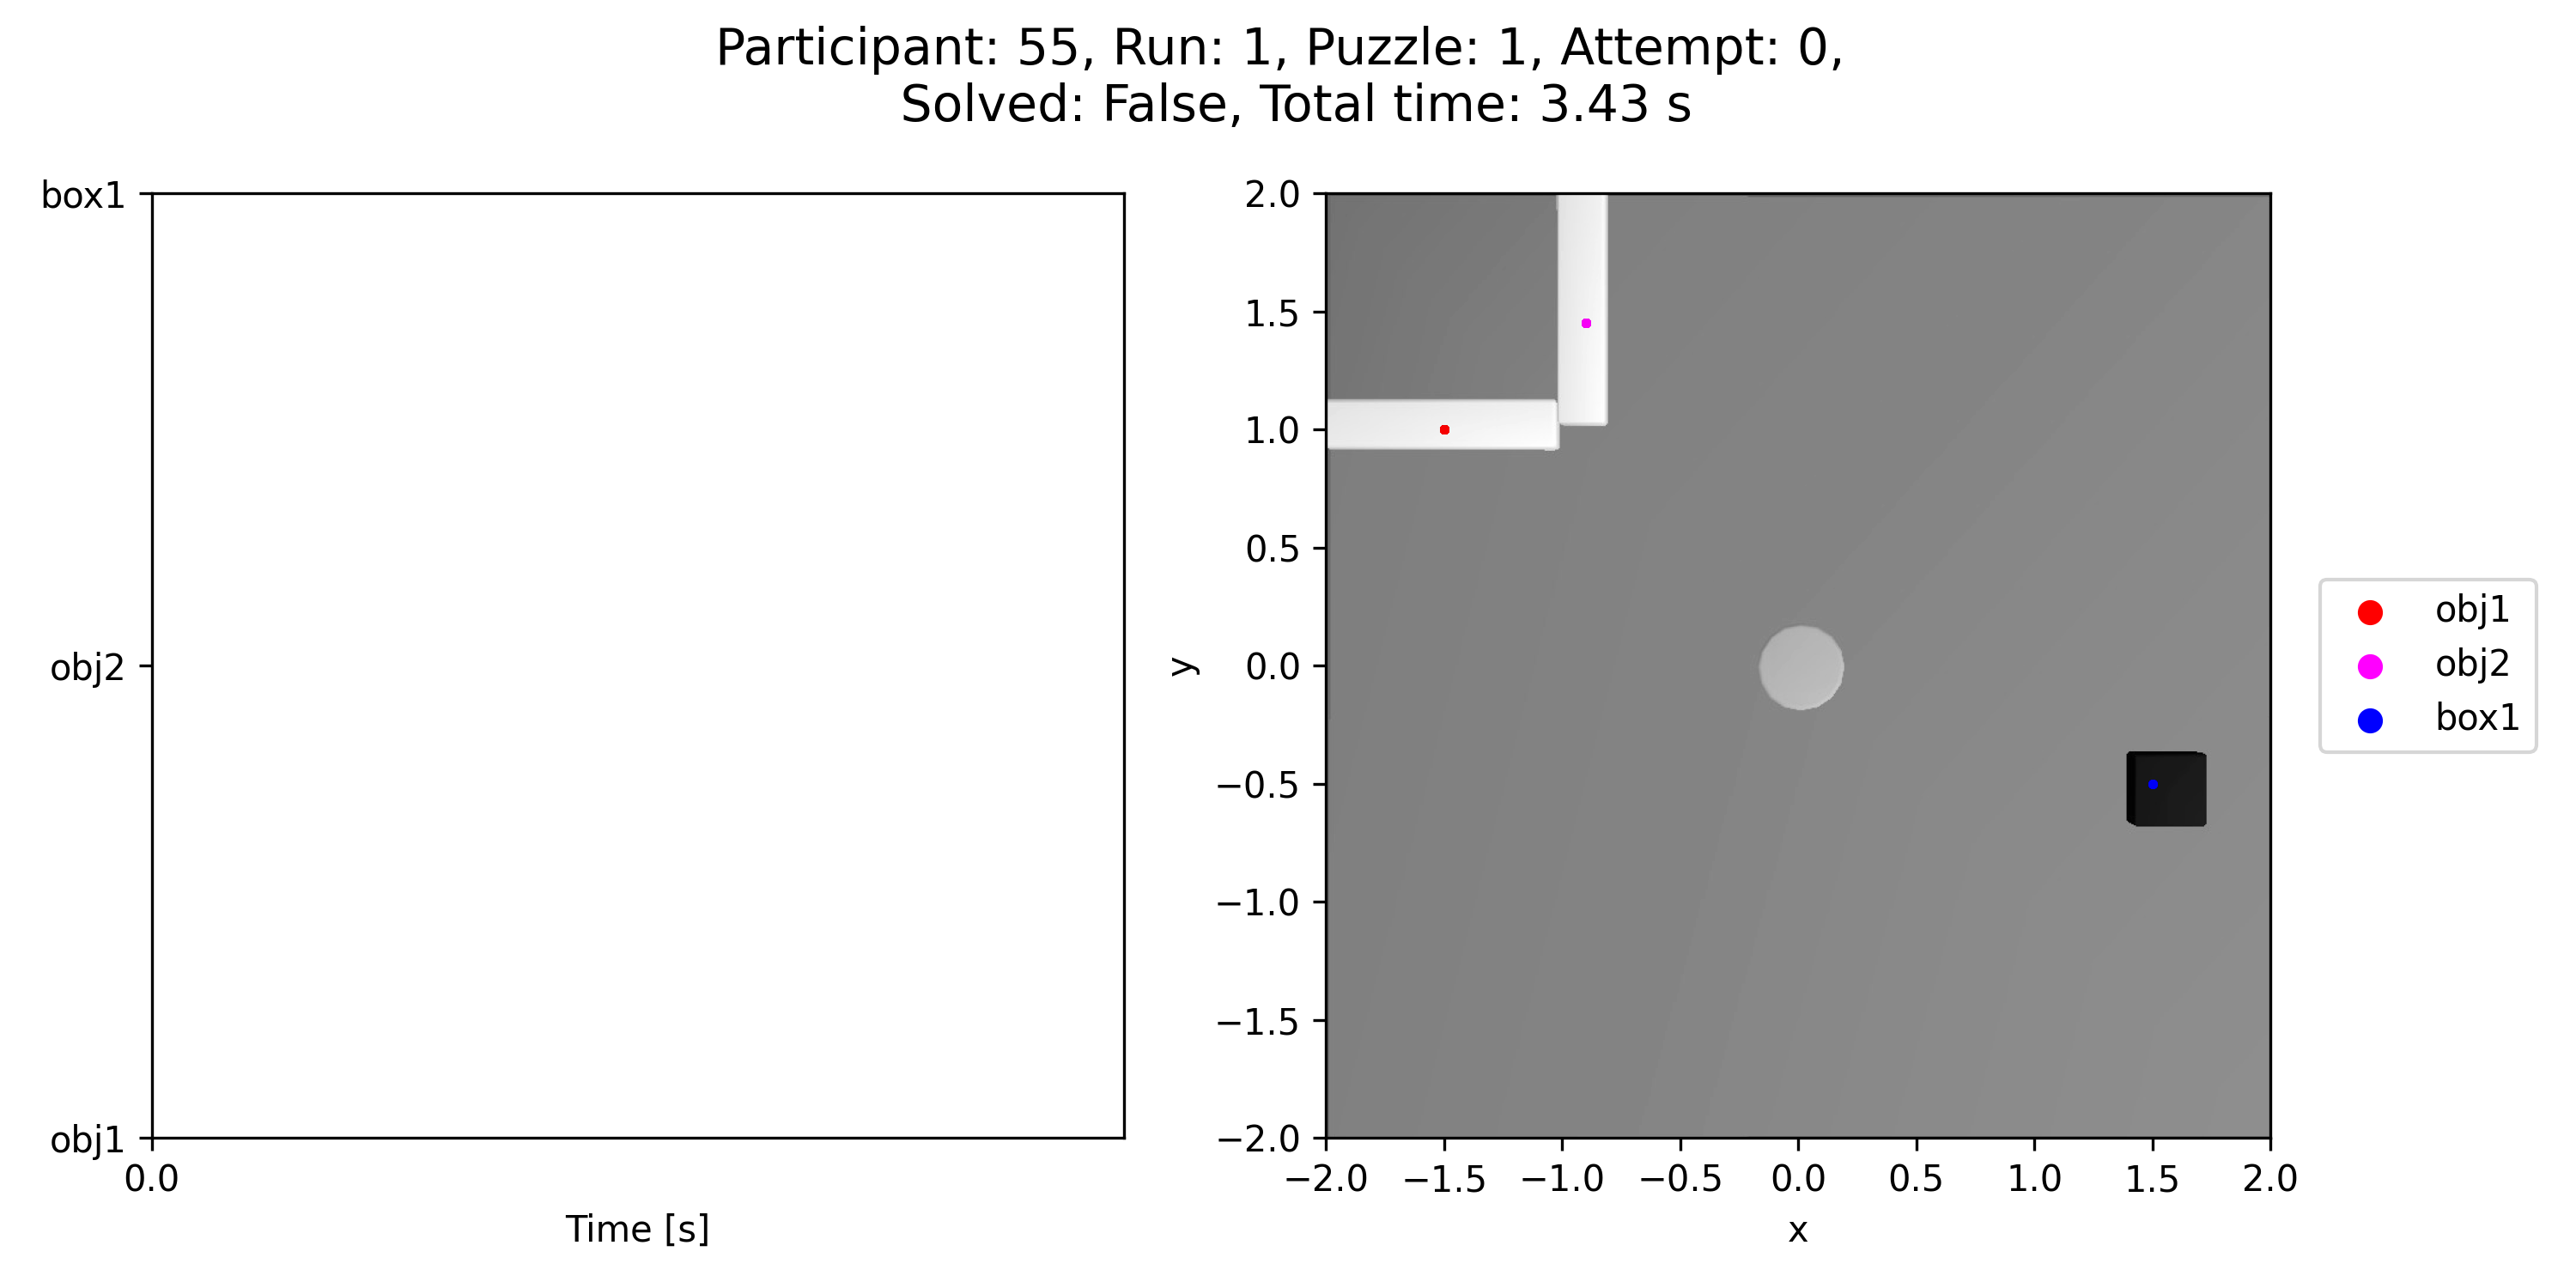 Participant: 55, Run: 1, Puzzle: 1, Attempt: 0,
Solved: False, Total time: 3.43 s
box1
obj2
obj1
0.0
Time [s]
2.0
1.5
1.0
0.5
0.0
−0.5
−1.0
−1.5
−2.0
y
−2.0 −1.5 −1.0 −0.5 0.0 0.5 1.0 1.5 2.0
x
obj1
obj2
box1